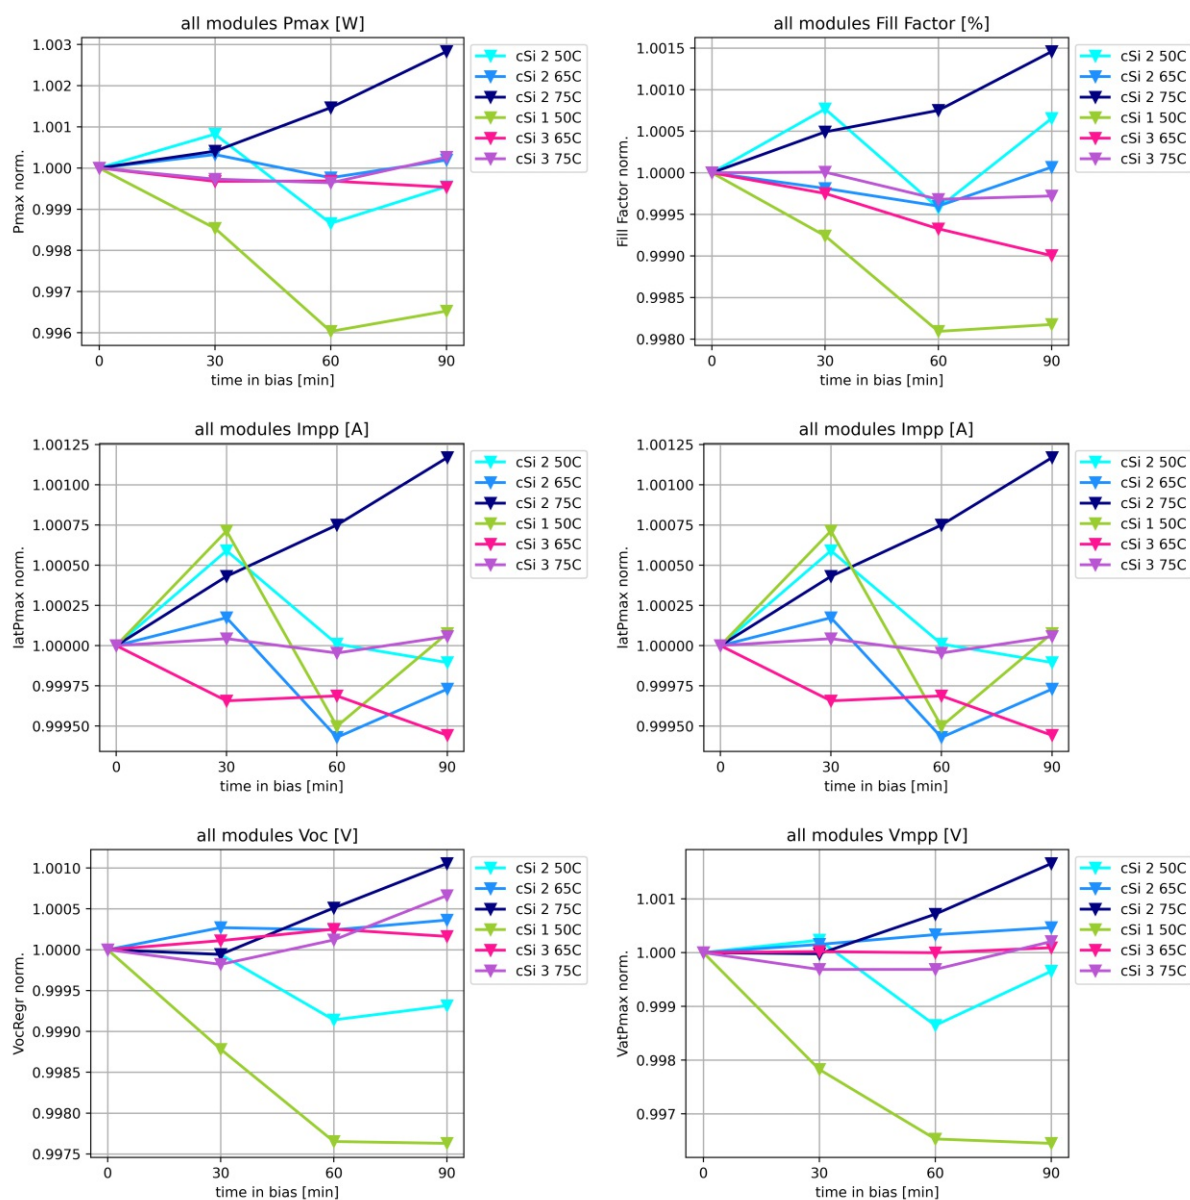 all modules Pmax [W]
Pmax norm.
1.003
1.002
1.001
1.000
0.999
0.998
0.997
0.996
0 30 60 90
time in bias [min]
cSi 2 50C
cSi 2 65C
cSi 2 75C
cSi 1 50C
cSi 3 65C
cSi 3 75C
all modules Fill Factor [%]
Fill Factor norm.
1.0015
1.0010
1.0005
1.0000
0.9995
0.9990
0.9985
0.9980
0 30 60 90
time in bias [min]
cSi 2 50C
cSi 2 65C
cSi 2 75C
cSi 1 50C
cSi 3 65C
cSi 3 75C
all modules Impp [A]
IatPmax norm.
1.00125
1.00100
1.00075
1.00050
1.00025
1.00000
0.99975
0.99950
0 30 60 90
time in bias [min]
cSi 2 50C
cSi 2 65C
cSi 2 75C
cSi 1 50C
cSi 3 65C
cSi 3 75C
all modules Impp [A]
IatPmax norm.
1.00125
1.00100
1.00075
1.00050
1.00025
1.00000
0.99975
0.99950
0 30 60 90
time in bias [min]
cSi 2 50C
cSi 2 65C
cSi 2 75C
cSi 1 50C
cSi 3 65C
cSi 3 75C
all modules Voc [V]
VocRegr norm.
1.0010
1.0005
1.0000
0.9995
0.9990
0.9985
0.9980
0.9975
0 30 60 90
time in bias [min]
cSi 2 50C
cSi 2 65C
cSi 2 75C
cSi 1 50C
cSi 3 65C
cSi 3 75C
all modules Vmpp [V]
VatPmax norm.
1.001
1.000
0.999
0.998
0.997
0 30 60 90
time in bias [min]
cSi 2 50C
cSi 2 65C
cSi 2 75C
cSi 1 50C
cSi 3 65C
cSi 3 75C